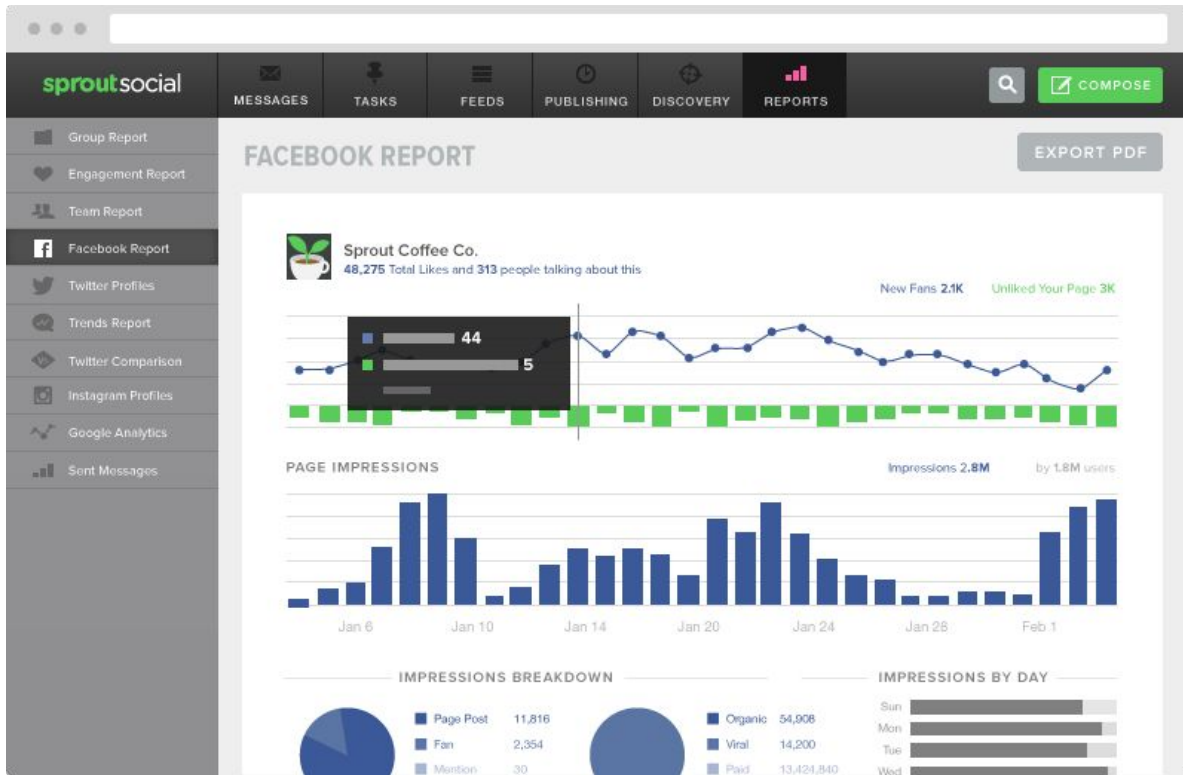 sproutsocial
MESSAGES
TASKS
FEEDS
PUBLISHING
DISCOVERY
REPORTS
COMPOSE
Group Report
Engagement Report
Team Report
Facebook Report
Twitter Profiles
Trends Report
Twitter Comparison
Instagram Profiles
Google Analytics
Sent Messages
FACEBOOK REPORT
EXPORT PDF
Sprout Coffee Co.
48,275 Total Likes and 313 people talking about this
New Fans 2.1K Unliked Your Page 3K
44
5
PAGE IMPRESSIONS
Impressions 2.8M by 1.8M users
Jan 6 Jan 10 Jan 14 Jan 20 Jan 24 Jan 28 Feb 1
IMPRESSIONS BREAKDOWN
Page Post 11,816
Fan 2,354
Mention 30
Organic 54,908
Viral 14,200
Paid 13,424,840
IMPRESSIONS BY DAY
Sun
Mon
Tue
Wed